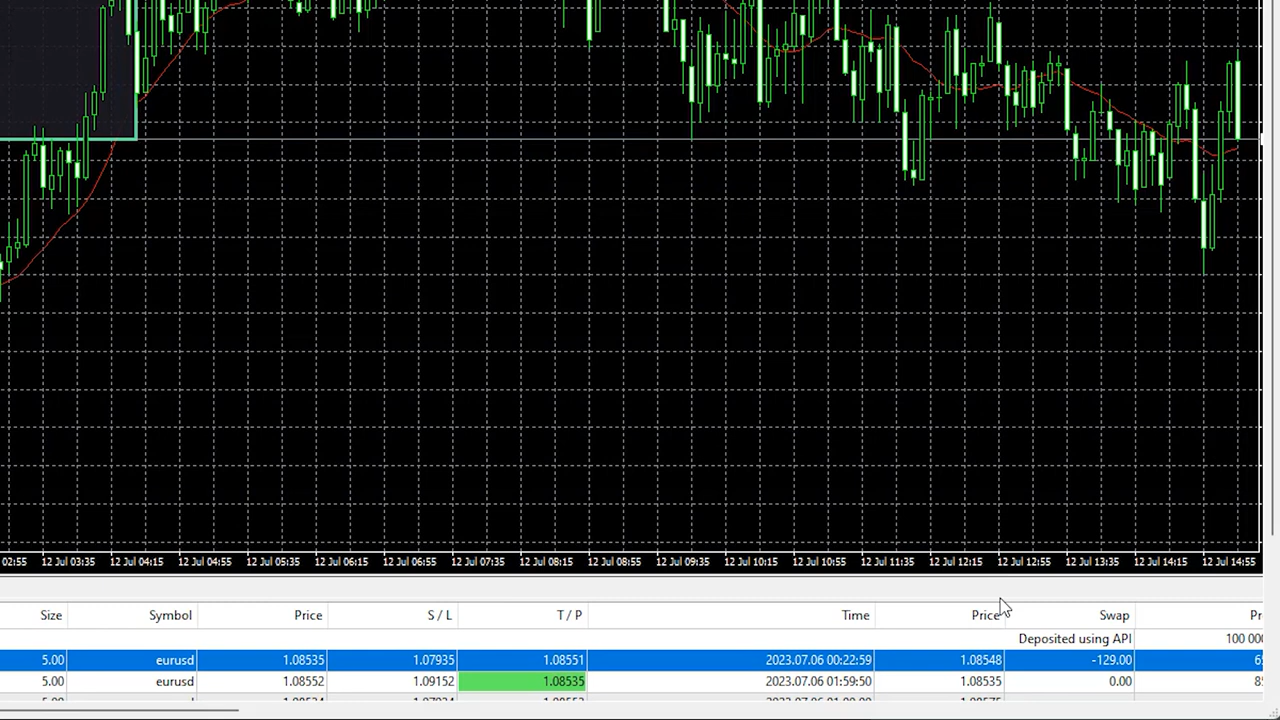 02:55 12 Jul 03:35 12 Jul 04:15 12 Jul 04:55 12 Jul 05:35 12 Jul 06:15 12 Jul 06:55 12 Jul 07:35 12 Jul 08:15 12 Jul 08:55 12 Jul 09:35 12 Jul 10:15 12 Jul 10:55 12 Jul 11:35 12 Jul 12:15 12 Jul 12:55 12 Jul 13:35 12 Jul 14:15 12 Jul 14:55
Size Symbol Price S / L T / P Time Price Swap Pr
Deposited using API 100 000
5.00 eurusd 1.08535 1.07935 1.08551 2023.07.06 00:22:59 1.08548 -129.00
5.00 eurusd 1.08552 1.09152 1.08535 2023.07.06 01:59:50 1.08535 0.00